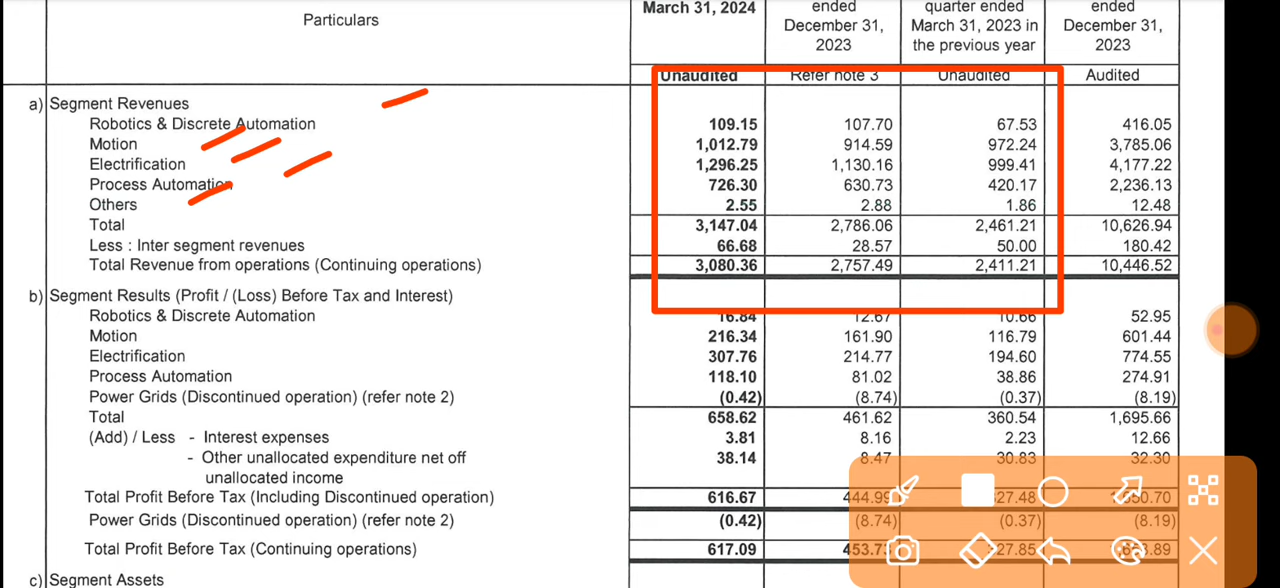 March 31, 2024 ended quarter ended ended
Particulars December 31, March 31, 2023 in December 31,
2023 the previous year 2023
Unaudited Refer note 3 Unaudited Audited
a) Segment Revenues
Robotics & Discrete Automation 109.15 107.70 67.53 416.05
Motion 1,012.79 914.59 972.24 3,785.06
Electrification 1,296.25 1,130.16 999.41 4,177.22
Process Automation 726.30 630.73 420.17 2,236.13
Others 2.55 2.88 1.86 12.48
Total 3,147.04 2,786.06 2,461.21 10,626.94
Less : Inter segment revenues 66.68 28.57 50.00 180.42
Total Revenue from operations (Continuing operations) 3,080.36 2,757.49 2,411.21 10,446.52
b) Segment Results (Profit / (Loss) Before Tax and Interest)
Robotics & Discrete Automation 16.84 12.67 10.66 52.95
Motion 216.34 161.90 116.79 601.44
Electrification 307.76 214.77 194.60 774.55
Process Automation 118.10 81.02 38.86 274.91
Power Grids (Discontinued operation) (refer note 2) (0.42) (8.74) (0.37) (8.19)
Total 658.62 461.62 360.54 1,695.66
(Add) / Less - Interest expenses 3.81 8.16 2.23 12.66
- Other unallocated expenditure net off 38.14 8.47 30.83 32.30
unallocated income
Total Profit Before Tax (Including Discontinued operation) 616.67
Power Grids (Discontinued operation) (refer note 2) (0.42) (8.74) (0.37) (8.19)
Total Profit Before Tax (Continuing operations) 617.09
c) Segment Assets